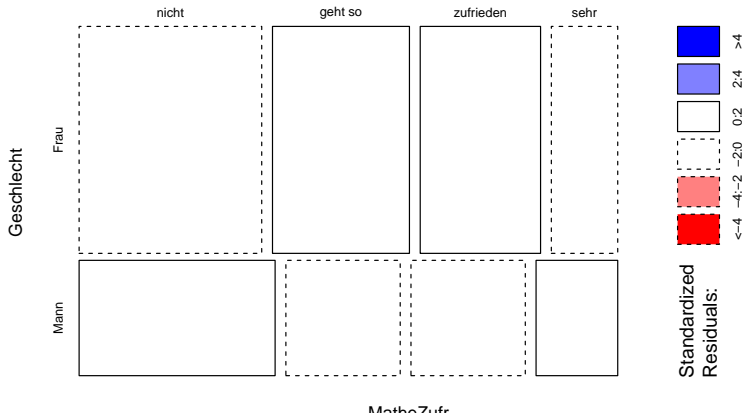 nicht geht so zufrieden sehr
Geschlecht
Frau
Mann
MatheZufr
Standardized
Residuals:
<−4
−4:−2
−2:0
0:2
2:4
>4